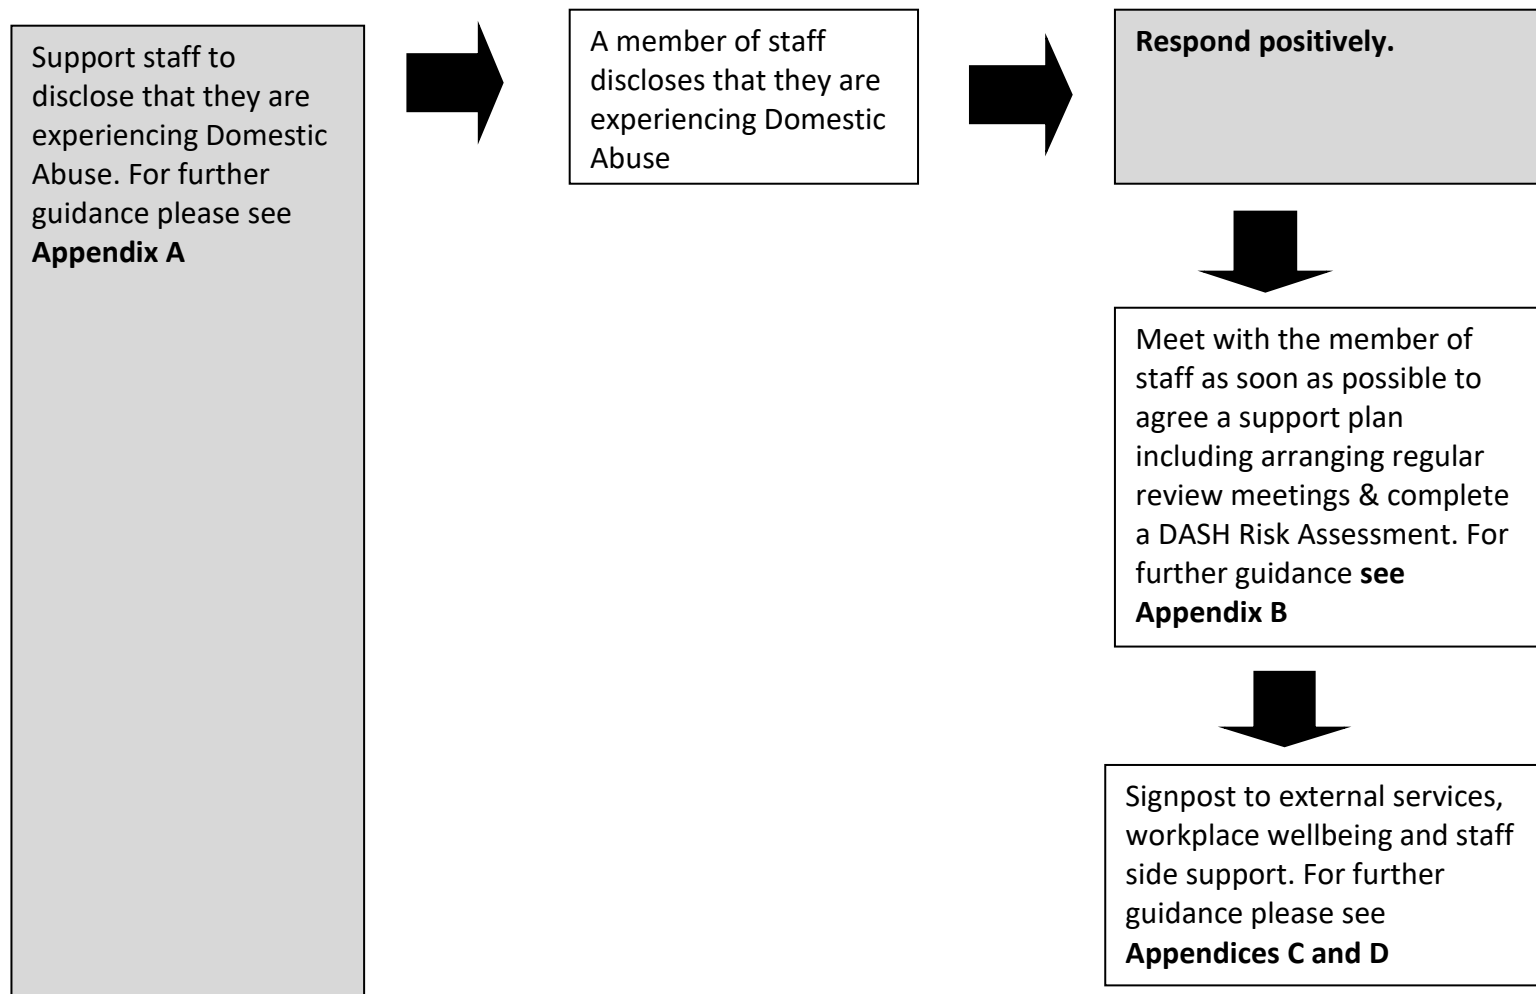 Support staff to
disclose that they are
experiencing Domestic
Abuse. For further
guidance please see
Appendix A
A member of staff
discloses that they are
experiencing Domestic
Abuse
Respond positively.
Meet with the member of
staff as soon as possible to
agree a support plan
including arranging regular
review meetings & complete
a DASH Risk Assessment. For
further guidance see
Appendix B
Signpost to external services,
workplace wellbeing and staff
side support. For further
guidance please see
Appendices C and D